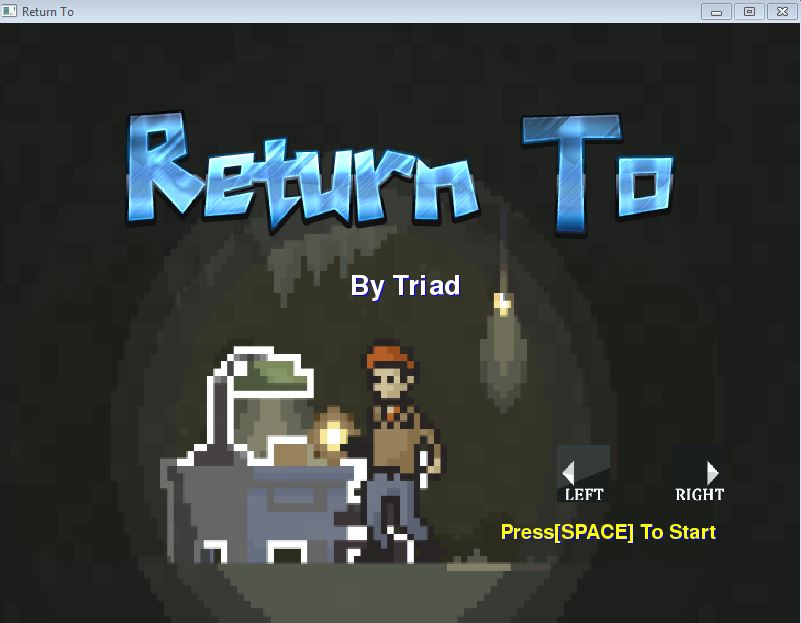 Return To
Return To
By Triad
LEFT
RIGHT
Press[SPACE] To Start